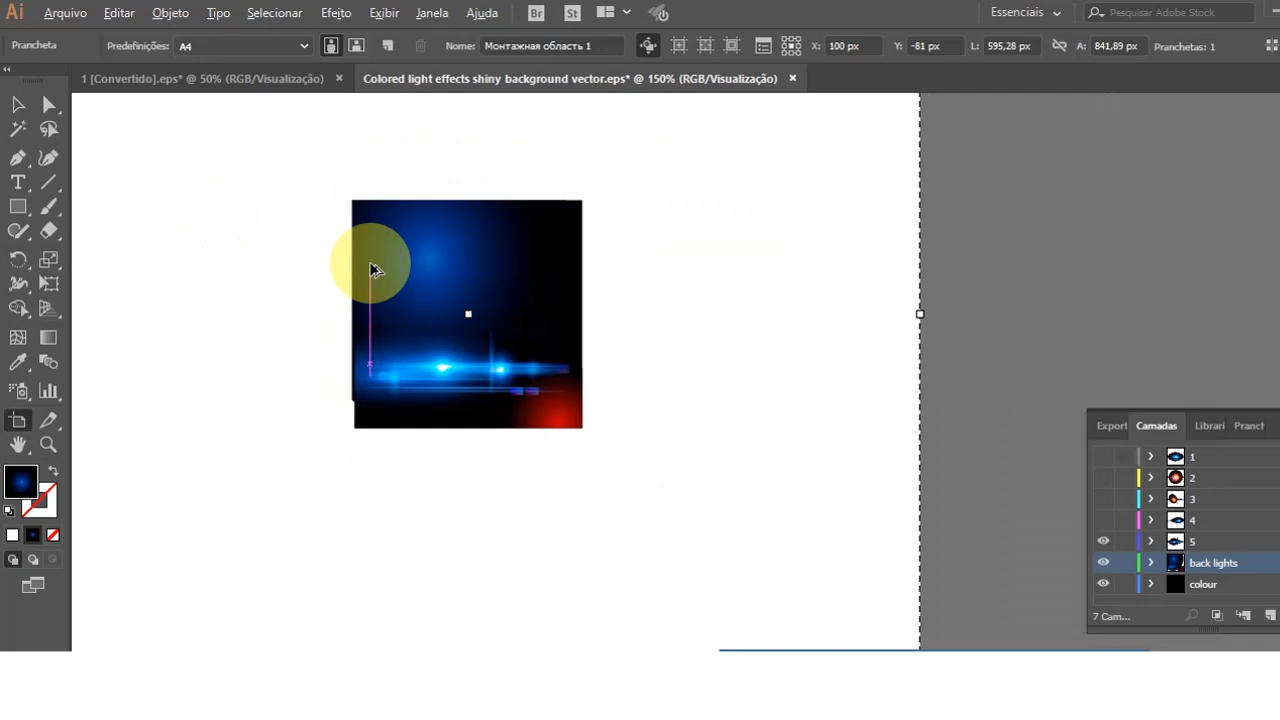 Ai Arquivo Editar Objeto Tipo Selecionar Efeito Exibir Janela Ajuda Br St Essenciais Pesquisar Adobe Stock
Prancheta Predefinições: A4 Nome: Монтажная область 1 X: 100 px Y: -81 px L: 595,28 px A: 841,89 px Pranchetas: 1
1 [Convertido].eps* @ 50% (RGB/Visualização) × Colored light effects shiny background vector.eps* @ 150% (RGB/Visualização) ×
Export Camadas Librari Pranch
1
2
3
4
5
back lights
colour
7 Cam...